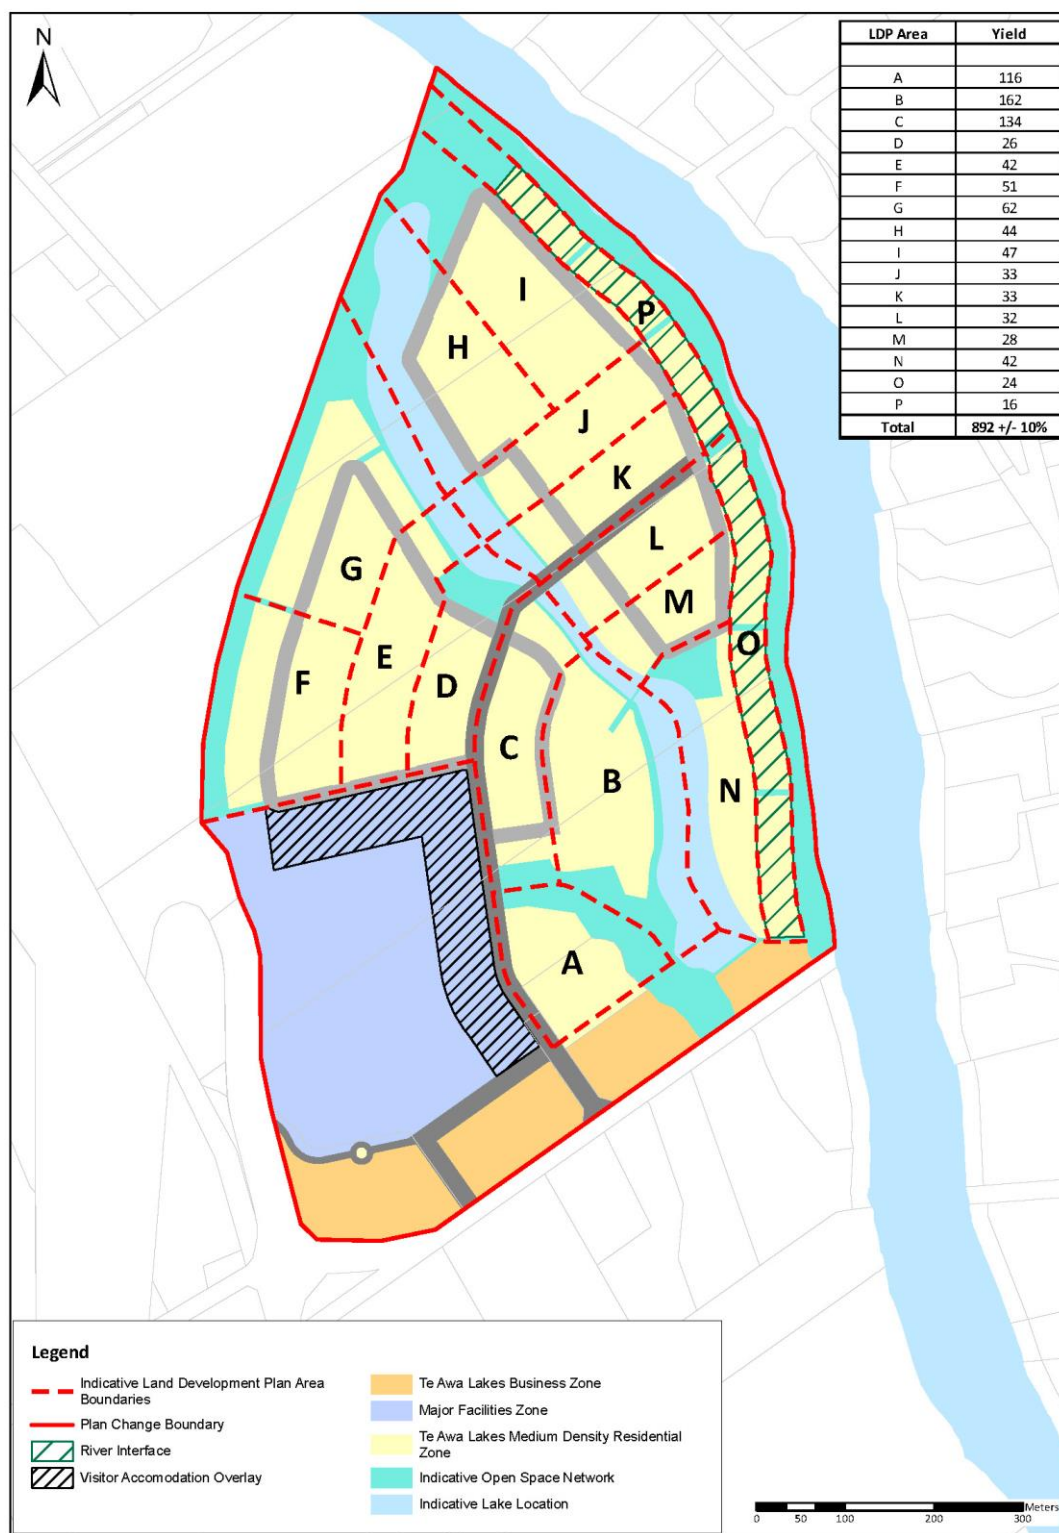 N
LDP Area Yield
A 116
B 162
C 134
D 26
E 42
F 51
G 62
H 44
I 47
J 33
K 33
L 32
M 28
N 42
O 24
P 16
Total 892 +/- 10%
I
P
H
J
K
L
G
M
O
E
F
D
C
B
N
A
Legend
Indicative Land Development Plan Area
Boundaries
Plan Change Boundary
River Interface
Visitor Accomodation Overlay
Te Awa Lakes Business Zone
Major Facilities Zone
Te Awa Lakes Medium Density Residential
Zone
Indicative Open Space Network
Indicative Lake Location
Meters
0 50 100 200 300